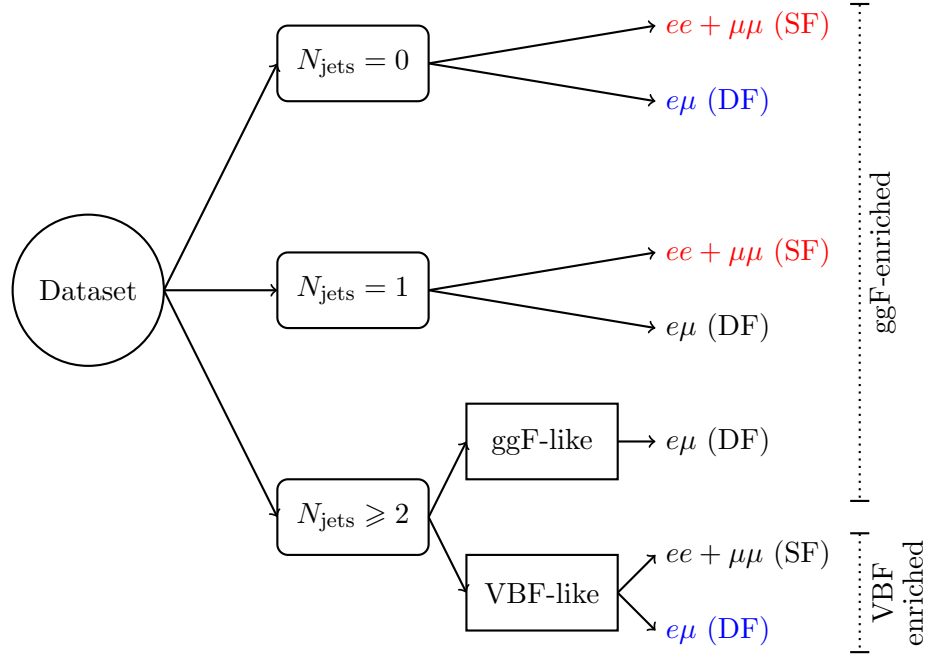 ee + μμ (SF)
N_jets = 0
eμ (DF)
ee + μμ (SF)
Dataset
N_jets = 1
eμ (DF)
ggF-like
eμ (DF)
N_jets ⩾ 2
ee + μμ (SF)
VBF-like
eμ (DF)
ggF-enriched
VBF
enriched